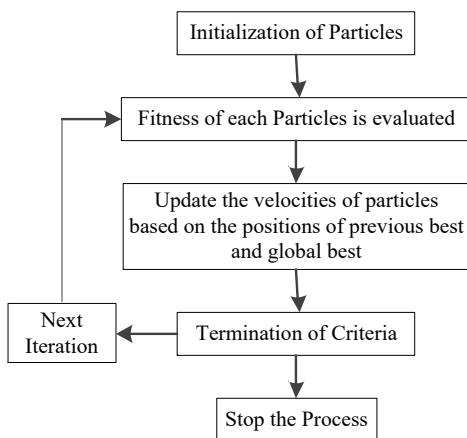 Initialization of Particles
Fitness of each Particles is evaluated
Update the velocities of particles
based on the positions of previous best
and global best
Next
Iteration
Termination of Criteria
Stop the Process